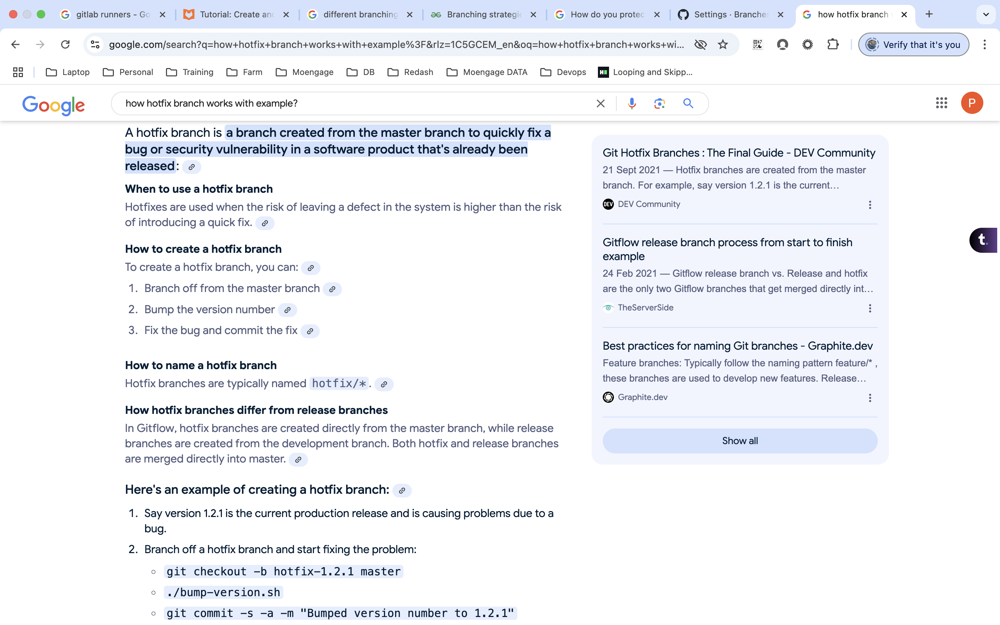 gitlab runners - Go
Tutorial: Create and
different branching
Branching strategie
How do you protec
Settings · Branches
how hotfix branch
google.com/search?q=how+hotfix+branch+works+with+example%3F&rlz=1C5GCEM_en&oq=how+hotfix+branch+works+wi...
Verify that it's you
Laptop
Personal
Training
Farm
Moengage
DB
Redash
Moengage DATA
Devops
Looping and Skipp...
Google
how hotfix branch works with example?
P
A hotfix branch is a branch created from the master branch to quickly fix a
bug or security vulnerability in a software product that's already been
released:
When to use a hotfix branch
Hotfixes are used when the risk of leaving a defect in the system is higher than the risk
of introducing a quick fix.
How to create a hotfix branch
To create a hotfix branch, you can:
1. Branch off from the master branch
2. Bump the version number
3. Fix the bug and commit the fix
How to name a hotfix branch
Hotfix branches are typically named hotfix/*.
How hotfix branches differ from release branches
In Gitflow, hotfix branches are created directly from the master branch, while release
branches are created from the development branch. Both hotfix and release branches
are merged directly into master.
Here's an example of creating a hotfix branch:
1. Say version 1.2.1 is the current production release and is causing problems due to a
bug.
2. Branch off a hotfix branch and start fixing the problem:
git checkout -b hotfix-1.2.1 master
./bump-version.sh
git commit -s -a -m "Bumped version number to 1.2.1"
Git Hotfix Branches : The Final Guide - DEV Community
21 Sept 2021 — Hotfix branches are created from the master
branch. For example, say version 1.2.1 is the current...
DEV DEV Community
Gitflow release branch process from start to finish
example
24 Feb 2021 — Gitflow release branch vs. Release and hotfix
are the only two Gitflow branches that get merged directly int...
TheServerSide
Best practices for naming Git branches - Graphite.dev
Feature branches: Typically follow the naming pattern feature/* ,
these branches are used to develop new features. Release...
Graphite.dev
Show all
t.